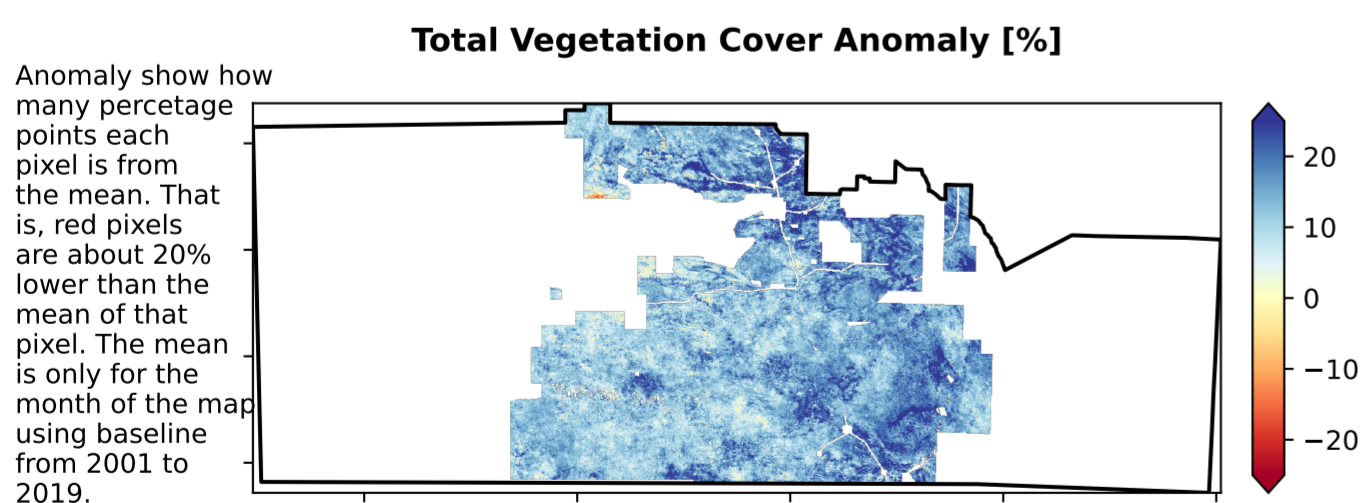 Total Vegetation Cover Anomaly [%]
Anomaly show how
many percetage
points each
pixel is from
the mean. That
is, red pixels
are about 20%
lower than the
mean of that
pixel. The mean
is only for the
month of the map
using baseline
from 2001 to
2019.
20
10
0
−10
−20